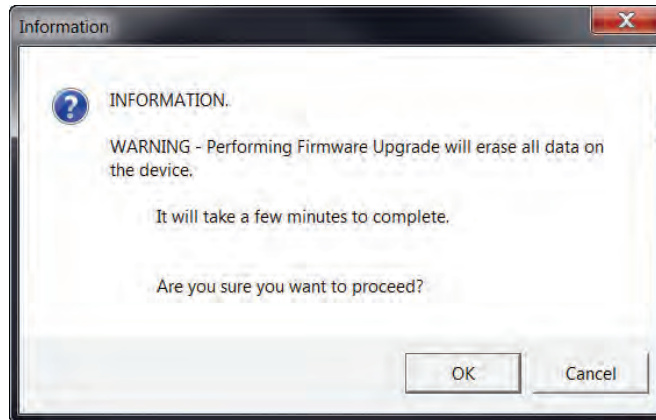 Information
INFORMATION.
WARNING - Performing Firmware Upgrade will erase all data on
the device.
It will take a few minutes to complete.
Are you sure you want to proceed?
OK
Cancel